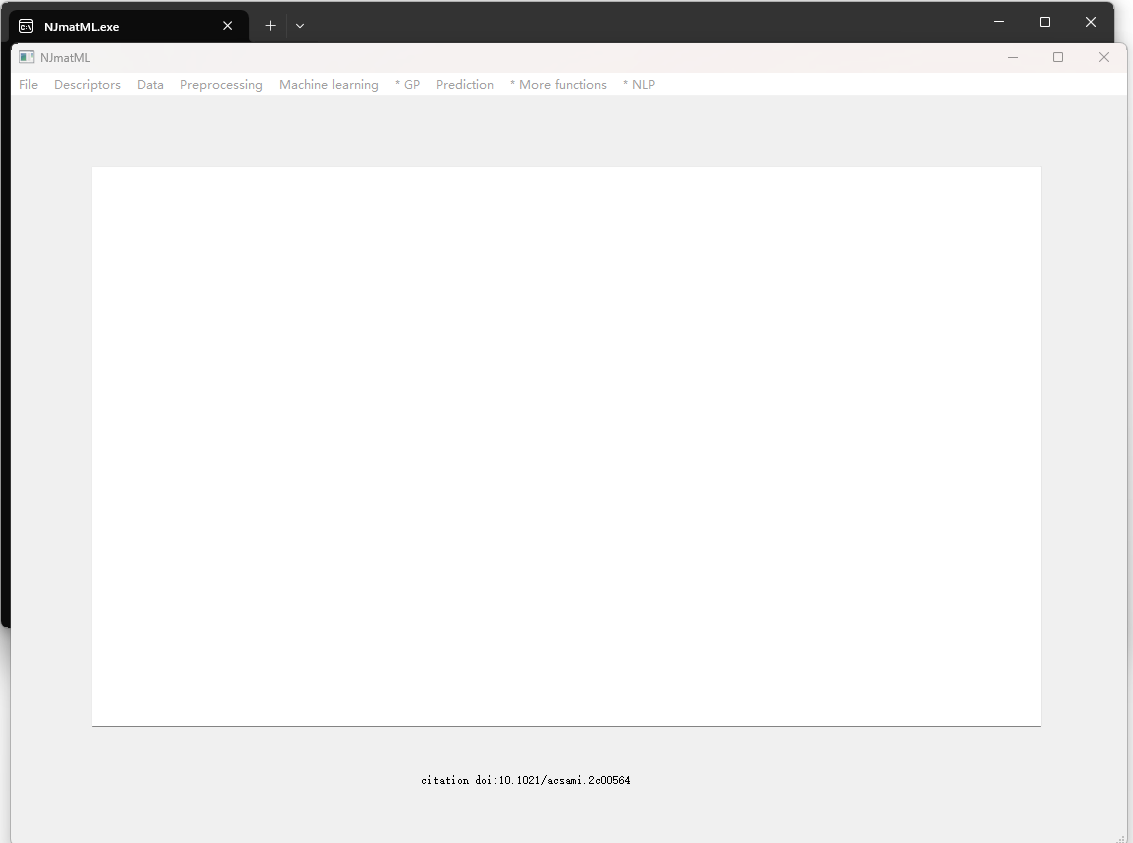 NJmatML.exe
NJmatML
File Descriptors Data Preprocessing Machine learning * GP Prediction * More functions * NLP
citation doi:10.1021/acsami.2c00564